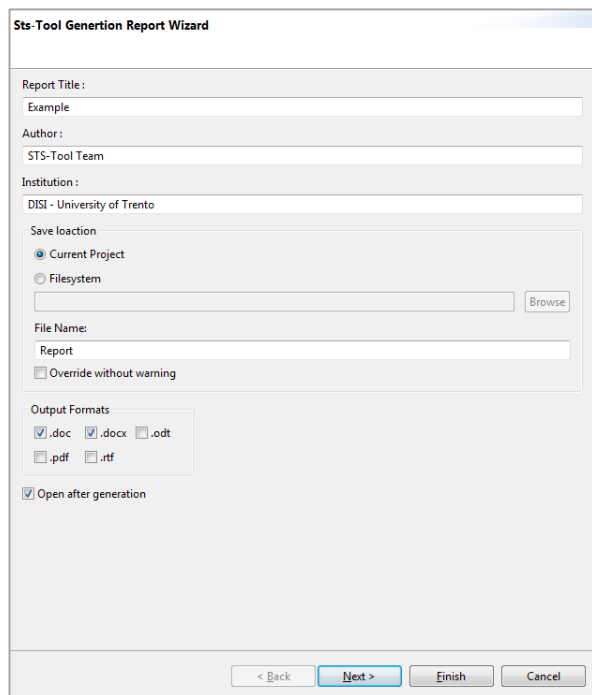 Sts-Tool Genertion Report Wizard
Report Title :
Example
Author :
STS-Tool Team
Institution :
DISI - University of Trento
Save loaction
Current Project
Filesystem
Browse
File Name:
Report
Override without warning
Output Formats
.doc .docx .odt
.pdf .rtf
Open after generation
< Back Next > Finish Cancel